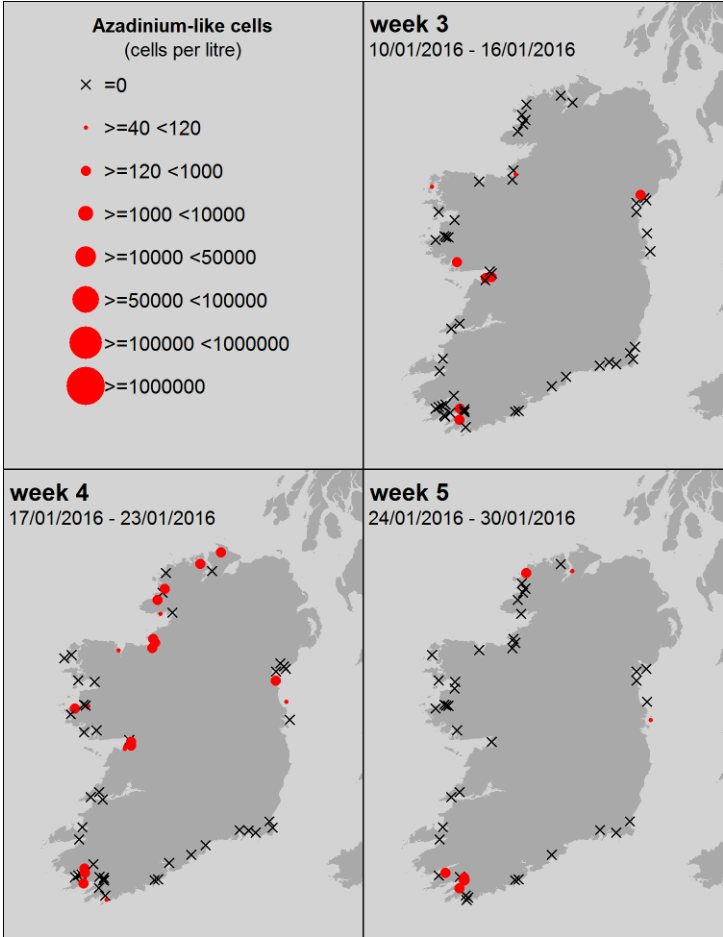 Azadinium-like cells
(cells per litre)
=0
>=40 <120
>=120 <1000
>=1000 <10000
>=10000 <50000
>=50000 <100000
>=100000 <1000000
>=1000000
week 3
10/01/2016 - 16/01/2016
week 4
17/01/2016 - 23/01/2016
week 5
24/01/2016 - 30/01/2016